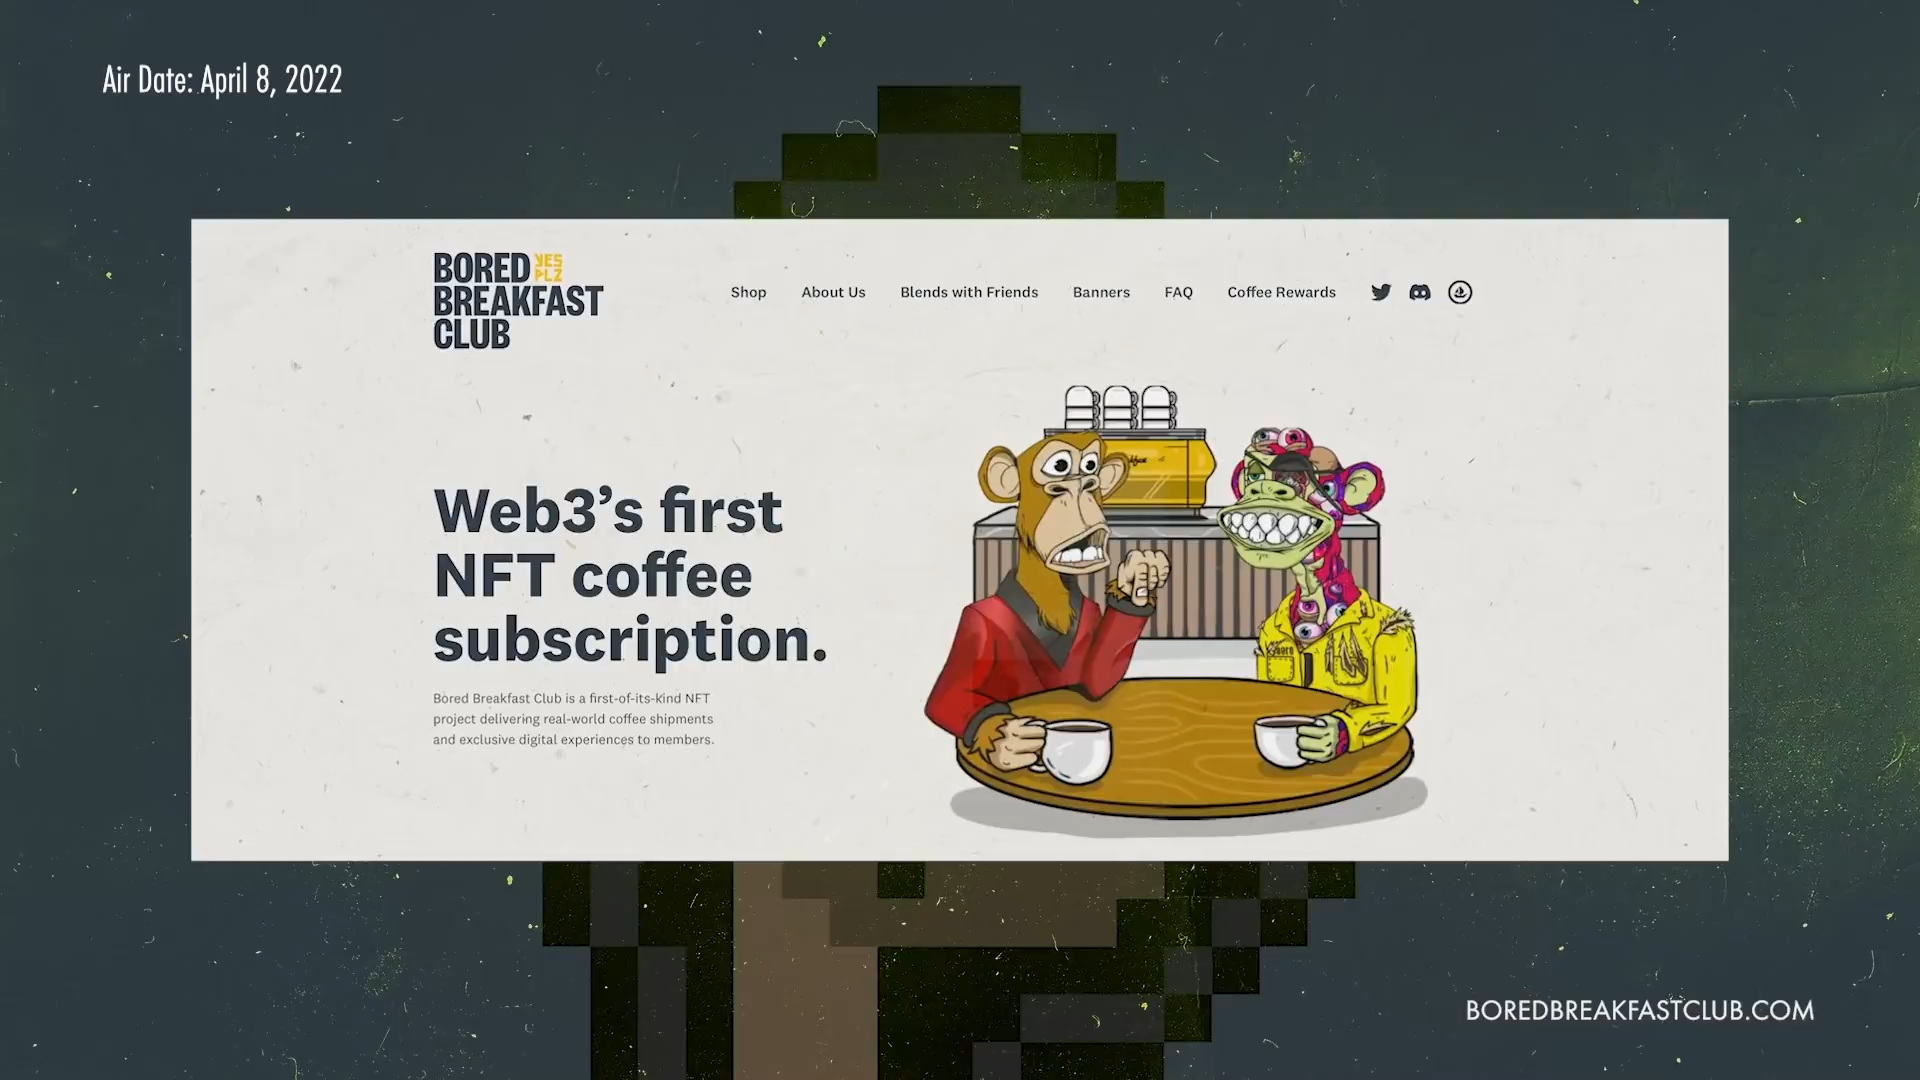 Air Date: April 8, 2022
BORED YES PLZ
BREAKFAST
CLUB
Shop About Us Blends with Friends Banners FAQ Coffee Rewards
Web3’s first
NFT coffee
subscription.
Bored Breakfast Club is a first-of-its-kind NFT
project delivering real-world coffee shipments
and exclusive digital experiences to members.
BOREDBREAKFASTCLUB.COM